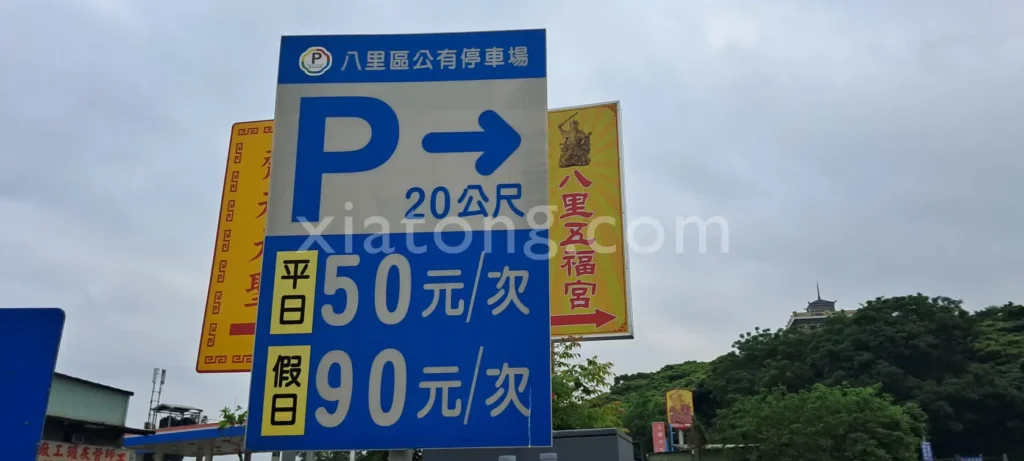 P 八里區公有停車場
P →
20公尺
平日 50元/次
假日 90元/次
八里五福宮
xiatong.com